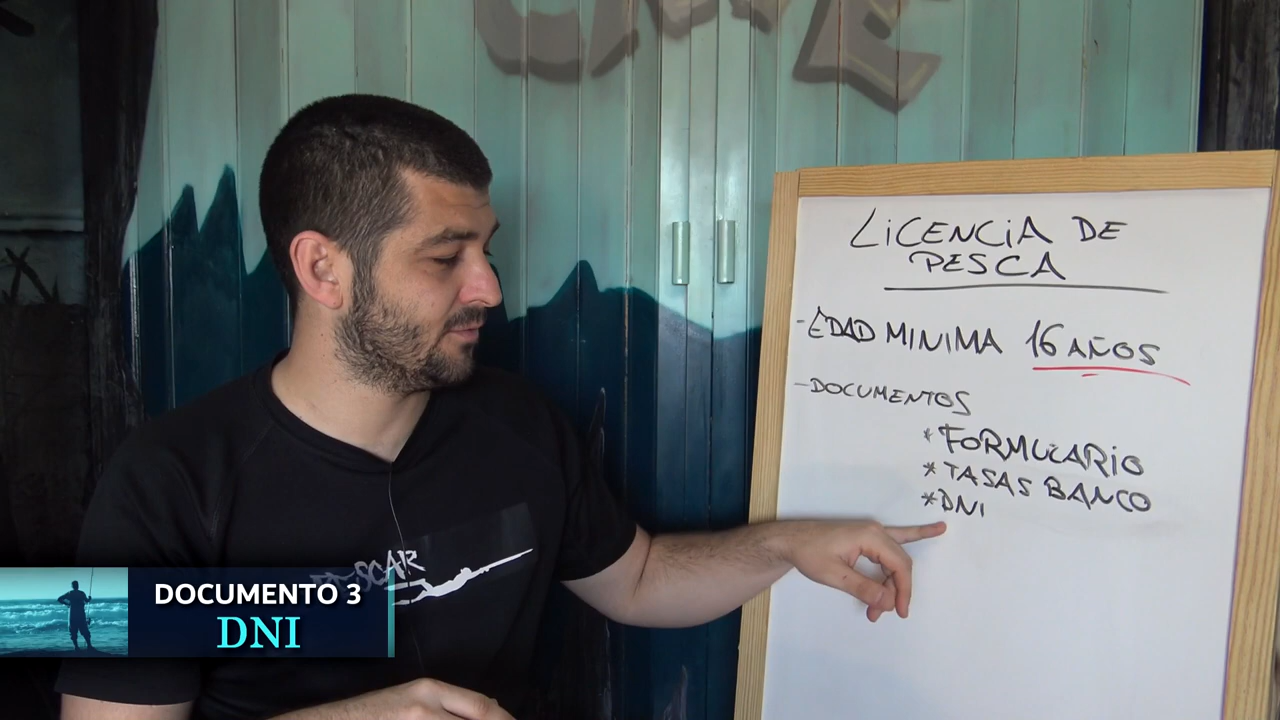 LICENCIA DE
PESCA
- EDAD MINIMA 16 AÑOS
- DOCUMENTOS
* FORMULARIO
* TASAS BANCO
* DNI
DOCUMENTO 3
DNI